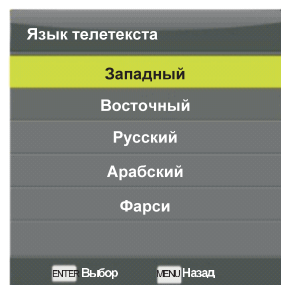 Язык телетекста
Западный
Восточный
Русский
Арабский
Фарси
ENTER Выбор MENU Назад